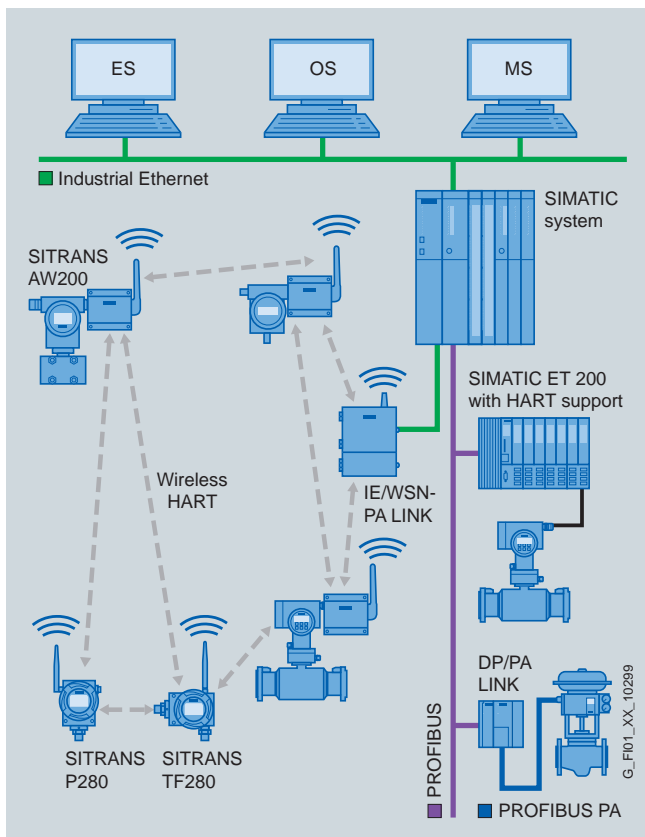 ES
OS
MS
Industrial Ethernet
SIMATIC
system
SITRANS
AW200
SIMATIC ET 200
with HART support
Wireless
HART
IE/WSN-
PA LINK
DP/PA
LINK
SITRANS
P280
SITRANS
TF280
PROFIBUS
PROFIBUS PA
G_FI01_XX_10299